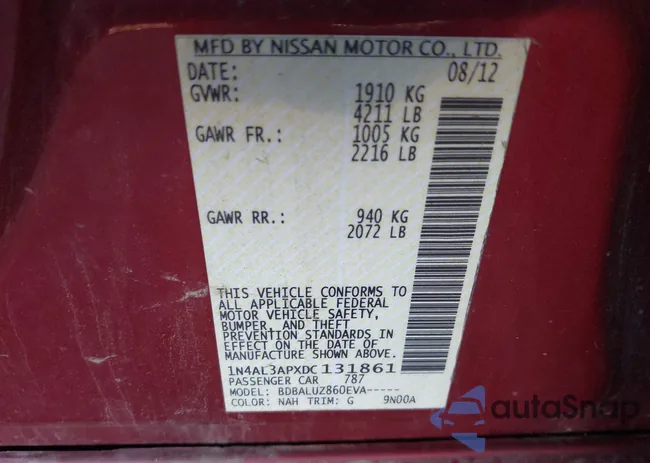 MFD BY NISSAN MOTOR CO., LTD.
DATE: 08/12
GVWR: 1910 KG
4211 LB
GAWR FR.: 1005 KG
2216 LB
GAWR RR.: 940 KG
2072 LB
THIS VEHICLE CONFORMS TO
ALL APPLICABLE FEDERAL
MOTOR VEHICLE SAFETY,
BUMPER, AND THEFT
PREVENTION STANDARDS IN
EFFECT ON THE DATE OF
MANUFACTURE SHOWN ABOVE.
1N4AL3APXDC131861
PASSENGER CAR 787
MODEL: BDBALUZ860EVA-----
COLOR: NAH TRIM: G 9N00A
autoSnap